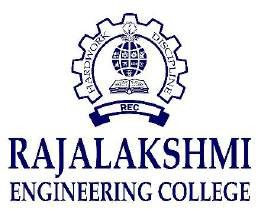 HARDWORK DISCIPLINE
REC
RAJALAKSHMI
ENGINEERING COLLEGE